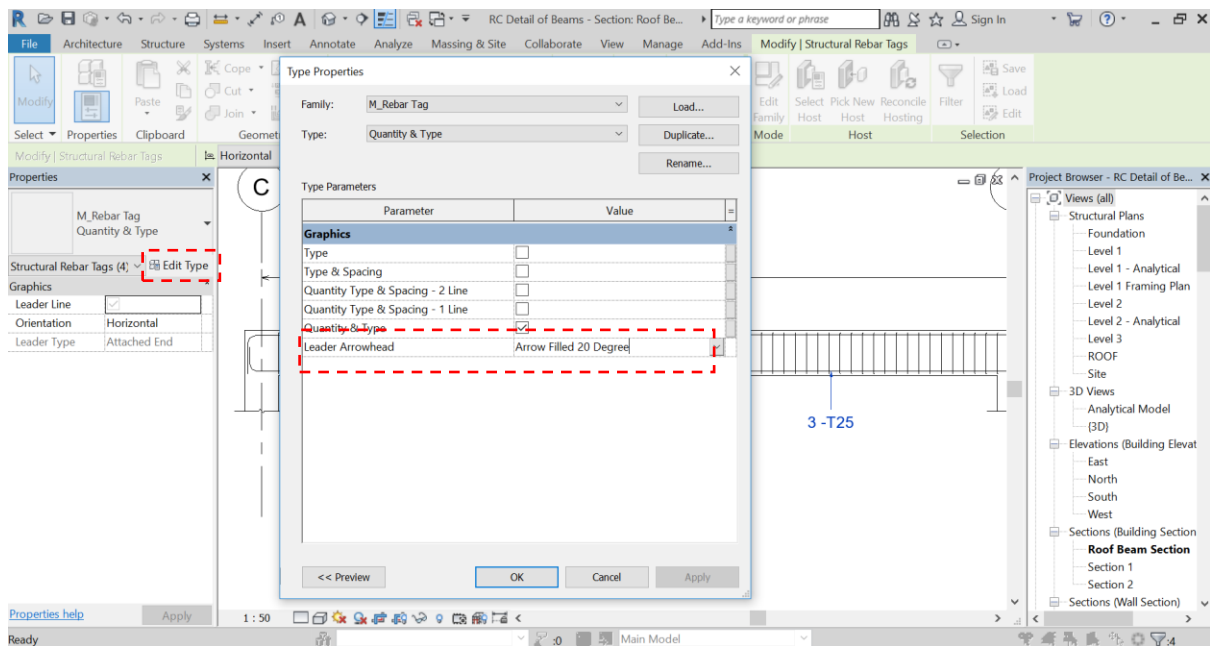 RC Detail of Beams - Section: Roof Be...
Type a keyword or phrase
Sign In
File Architecture Structure Systems Insert Annotate Analyze Massing & Site Collaborate View Manage Add-Ins Modify | Structural Rebar Tags
Modify
Paste
Cope
Cut
Join
Edit Family
Select Host
Pick New Host
Reconcile Hosting
Filter
Save
Load
Edit
Select Properties Clipboard Geomet Mode Host Selection
Modify | Structural Rebar Tags Horizontal
Properties
M_Rebar Tag
Quantity & Type
Structural Rebar Tags (4) Edit Type
Graphics
Leader Line
Orientation Horizontal
Leader Type Attached End
Properties help Apply
Type Properties
Family: M_Rebar Tag Load...
Type: Quantity & Type Duplicate...
Rename...
Type Parameters
Parameter Value =
Graphics
Type
Type & Spacing
Quantity Type & Spacing - 2 Line
Quantity Type & Spacing - 1 Line
Quantity & Type
Leader Arrowhead Arrow Filled 20 Degree
<< Preview OK Cancel Apply
C
3 -T25
Project Browser - RC Detail of Be...
Views (all)
Structural Plans
Foundation
Level 1
Level 1 - Analytical
Level 1 Framing Plan
Level 2
Level 2 - Analytical
Level 3
ROOF
Site
3D Views
Analytical Model
{3D}
Elevations (Building Elevat
East
North
South
West
Sections (Building Section
Roof Beam Section
Section 1
Section 2
Sections (Wall Section)
1 : 50
Ready :0 Main Model :4